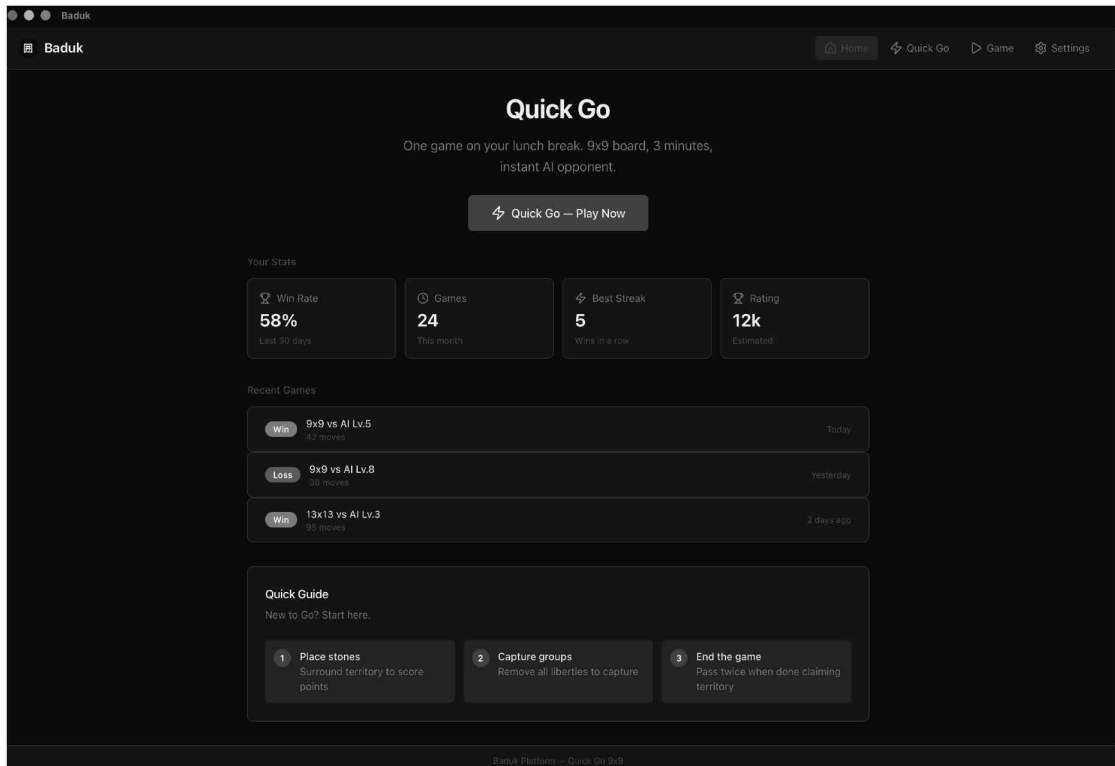 Baduk
Baduk
Home
Quick Go
Game
Settings
Quick Go
One game on your lunch break. 9x9 board, 3 minutes,
instant AI opponent.
Quick Go — Play Now
Your Stats
Win Rate
58%
Last 30 days
Games
24
This month
Best Streak
5
Wins in a row
Rating
12k
Estimated
Recent Games
Win
9x9 vs AI Lv.5
42 moves
Today
Loss
9x9 vs AI Lv.8
38 moves
Yesterday
Win
13x13 vs AI Lv.3
95 moves
2 days ago
Quick Guide
New to Go? Start here.
1
Place stones
Surround territory to score
points
2
Capture groups
Remove all liberties to capture
3
End the game
Pass twice when done claiming
territory
Baduk Platform — Quick Go 9x9